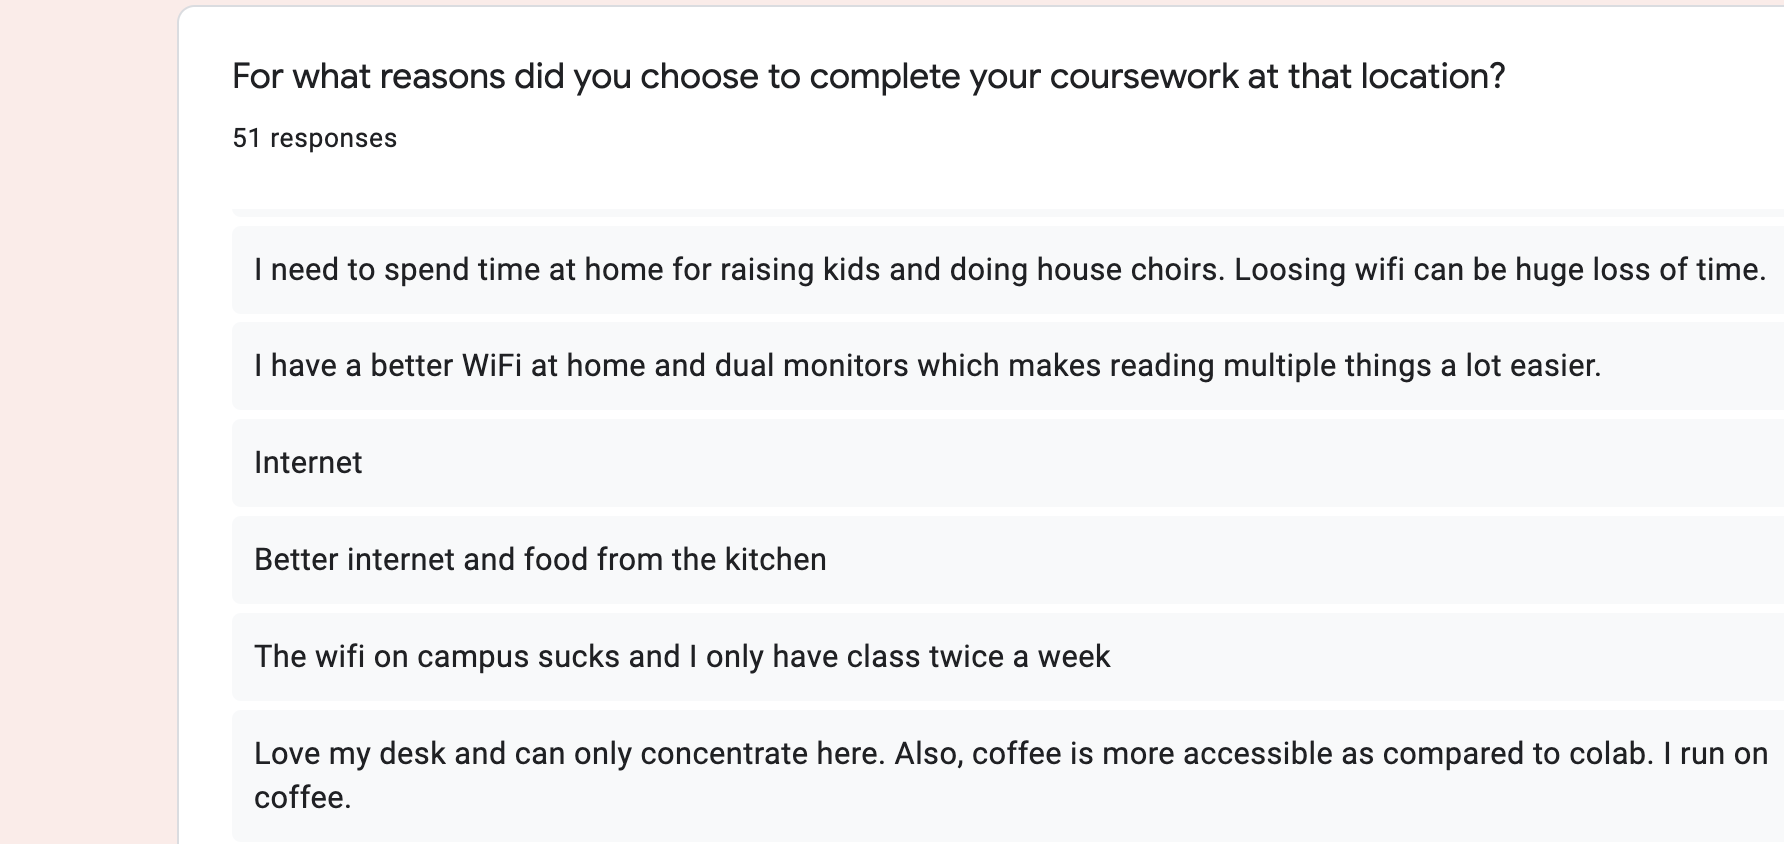 For what reasons did you choose to complete your coursework at that location?
51 responses
I need to spend time at home for raising kids and doing house choirs. Loosing wifi can be huge loss of time.
I have a better WiFi at home and dual monitors which makes reading multiple things a lot easier.
Internet
Better internet and food from the kitchen
The wifi on campus sucks and I only have class twice a week
Love my desk and can only concentrate here. Also, coffee is more accessible as compared to colab. I run on
coffee.